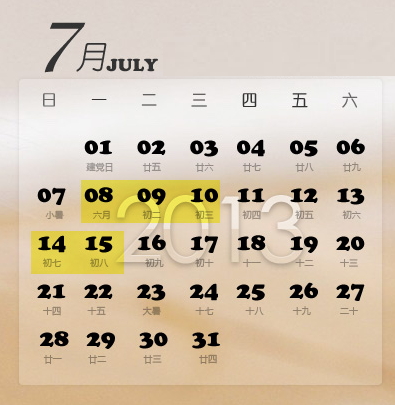 7月JULY
日 一 二 三 四 五 六
01 02 03 04 05 06
建党日 廿五 廿六 廿七 廿八 廿九
07 08 09 10 11 12 13
小暑 六月 初二 初三 初四 初五 初六
2013
14 15 16 17 18 19 20
初七 初八 初九 初十 十一 十二 十三
21 22 23 24 25 26 27
十四 十五 大暑 十七 十八 十九 二十
28 29 30 31
廿一 廿二 廿三 廿四